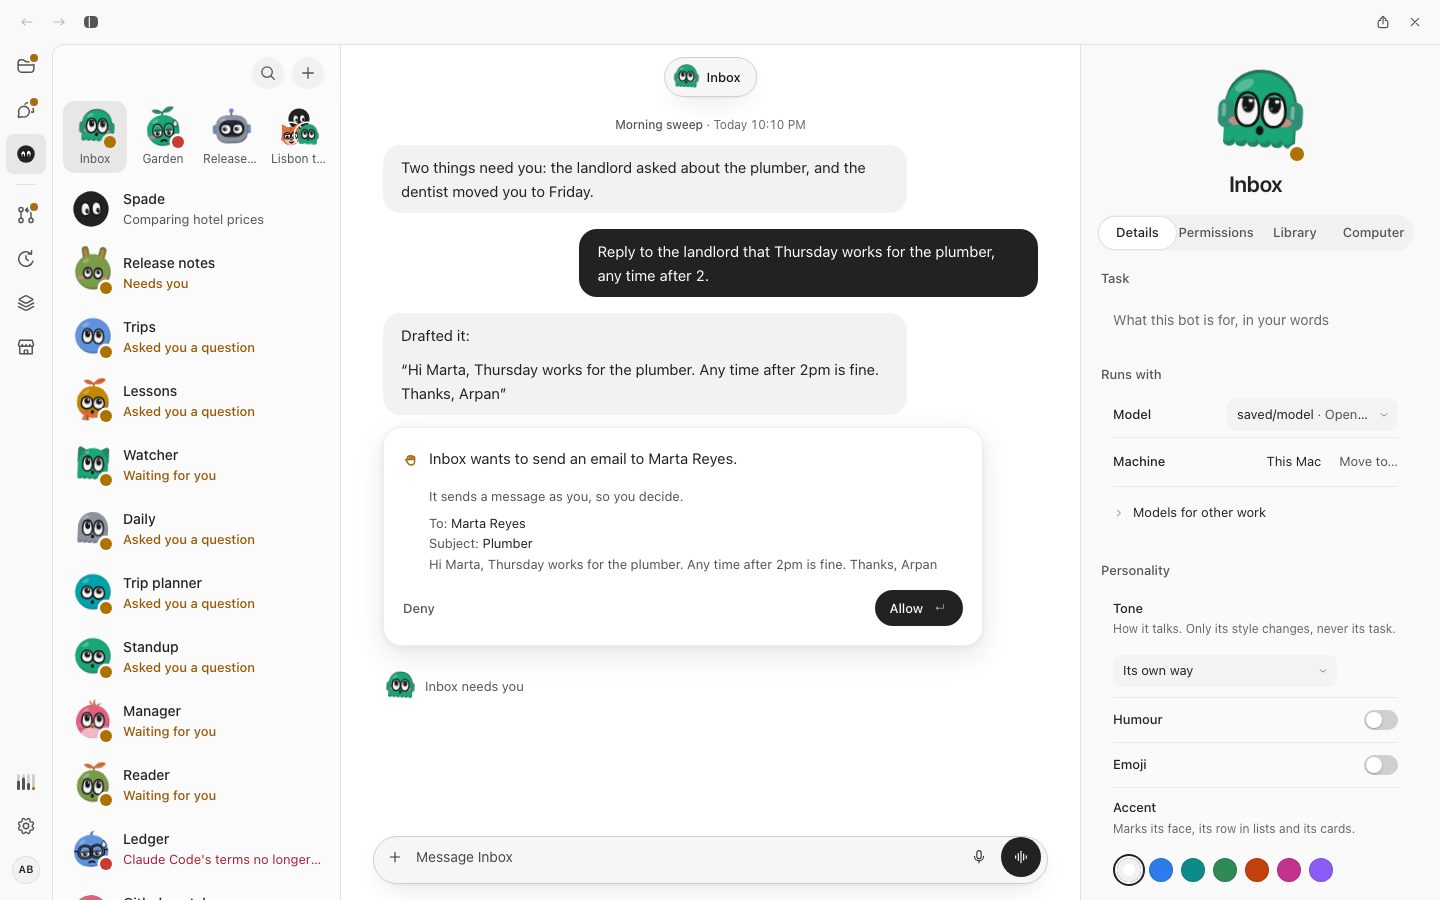 Inbox
Garden
Release...
Lisbon t...
Spade
Comparing hotel prices
Release notes
Needs you
Trips
Asked you a question
Lessons
Asked you a question
Watcher
Waiting for you
Daily
Asked you a question
Trip planner
Asked you a question
Standup
Asked you a question
Manager
Waiting for you
Reader
Waiting for you
Ledger
Claude Code's terms no longer...
AB
Inbox
Morning sweep · Today 10:10 PM
Two things need you: the landlord asked about the plumber, and the
dentist moved you to Friday.
Reply to the landlord that Thursday works for the plumber,
any time after 2.
Drafted it:
“Hi Marta, Thursday works for the plumber. Any time after 2pm is fine.
Thanks, Arpan”
Inbox wants to send an email to Marta Reyes.
It sends a message as you, so you decide.
To: Marta Reyes
Subject: Plumber
Hi Marta, Thursday works for the plumber. Any time after 2pm is fine. Thanks, Arpan
Deny
Allow
Inbox needs you
Message Inbox
Inbox
Details
Permissions
Library
Computer
Task
What this bot is for, in your words
Runs with
Model
saved/model · Open...
Machine
This Mac
Move to...
Models for other work
Personality
Tone
How it talks. Only its style changes, never its task.
Its own way
Humour
Emoji
Accent
Marks its face, its row in lists and its cards.